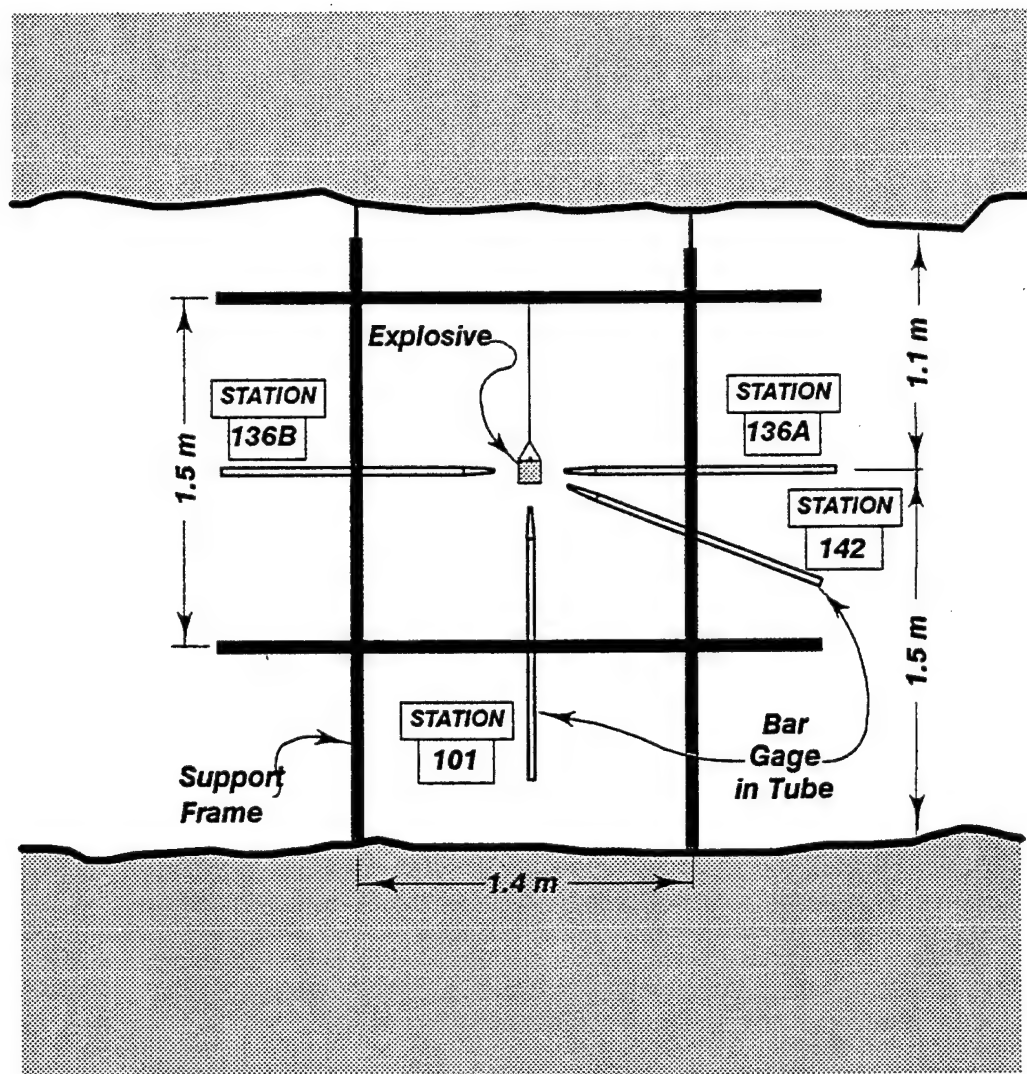 Explosive
STATION
136B
STATION
136A
1.1 m
1.5 m
STATION
142
1.5 m
STATION
101
Support
Frame
Bar
Gage
in Tube
1.4 m